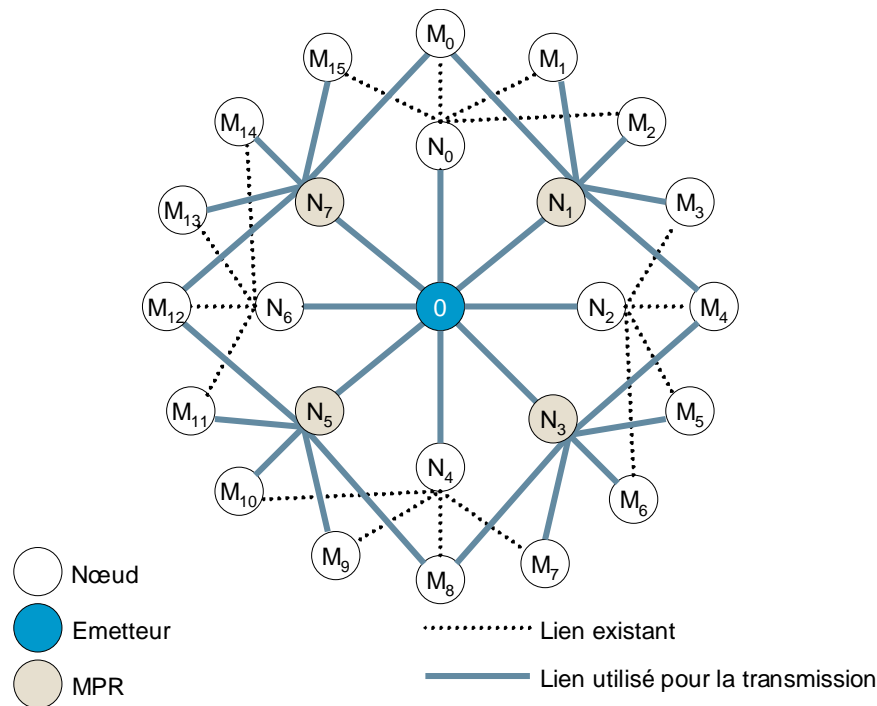 M0
M15
M1
M14
M2
N0
M13
N7
N1
M3
M12
N6
0
N2
M4
M11
N5
N3
M5
M10
N4
M6
M9
M8
M7
Nœud
Emetteur
MPR
Lien existant
Lien utilisé pour la transmission